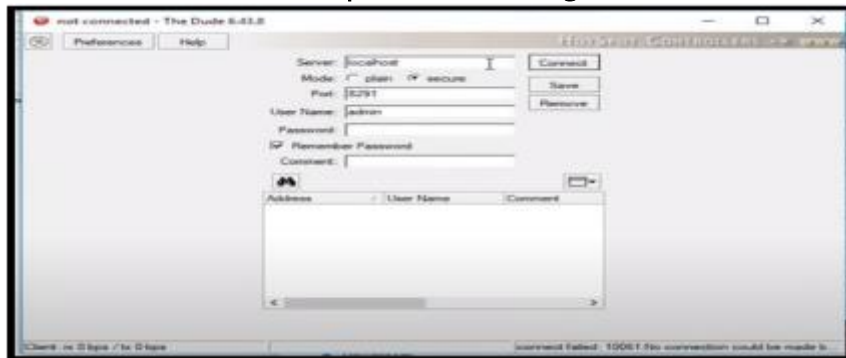 not connected - The Dude 6.43.8
Preferences Help
Server: localhost Connect
Mode: plain secure
Save
Port: 8291
Remove
User Name: admin
Password:
Remember Password
Comment:
Address User Name Comment
Client: rx 0 bps / tx 0 bps connect failed: 10061 No connection could be made b